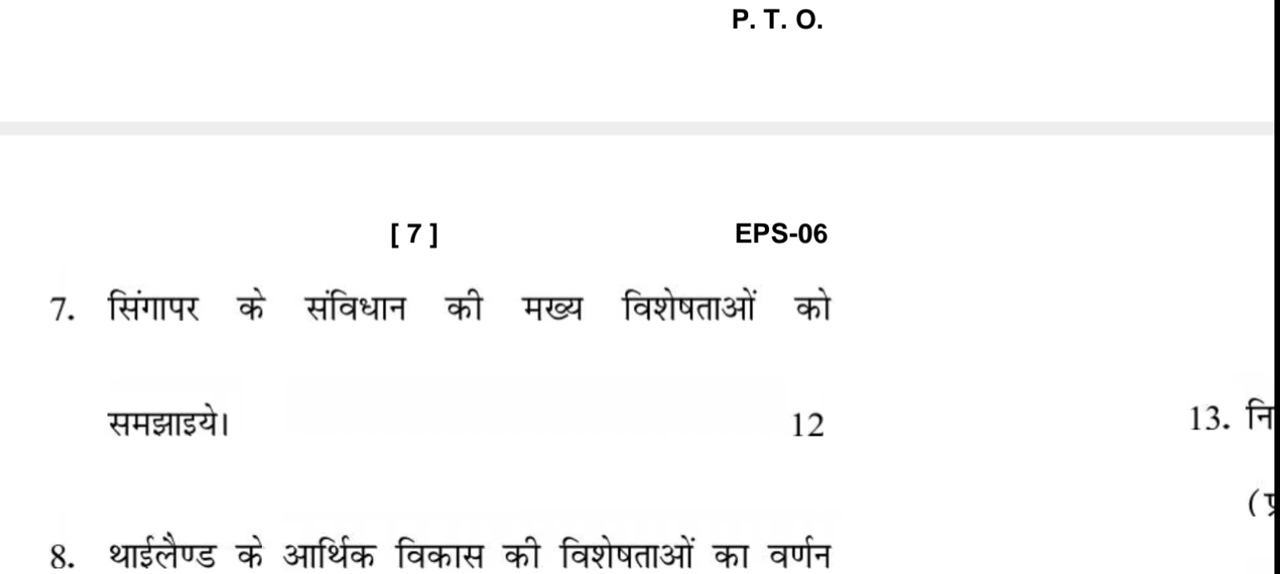 P. T. O.
[ 7 ]
EPS-06
7. सिंगापर के संविधान की मख्य विशेषताओं को
समझाइये।
12
8. थाईलैण्ड के आर्थिक विकास की विशेषताओं का वर्णन
13. नि